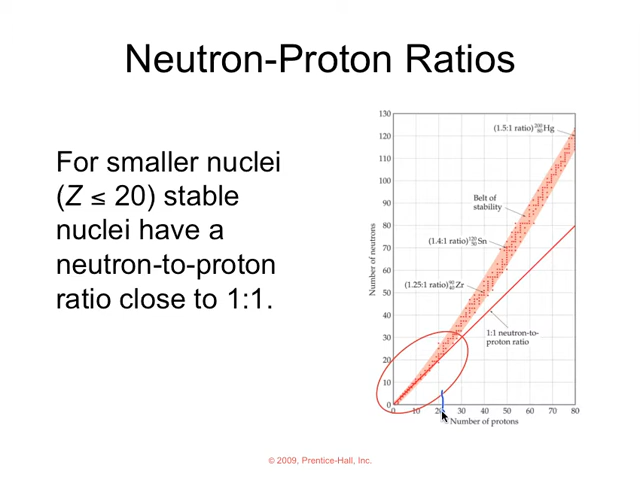 Neutron-Proton Ratios
For smaller nuclei
(Z ≤ 20) stable
nuclei have a
neutron-to-proton
ratio close to 1:1.
130
120
110
100
90
80
70
60
50
40
30
20
10
0
Number of neutrons
(1.5:1 ratio) ²⁰⁰₈₀Hg
Belt of
stability
(1.4:1 ratio) ¹²⁰₅₀Sn
(1.25:1 ratio) ⁹⁰₄₀Zr
1:1 neutron-to-
proton ratio
0 10 20 30 40 50 60 70 80
Number of protons
© 2009, Prentice-Hall, Inc.